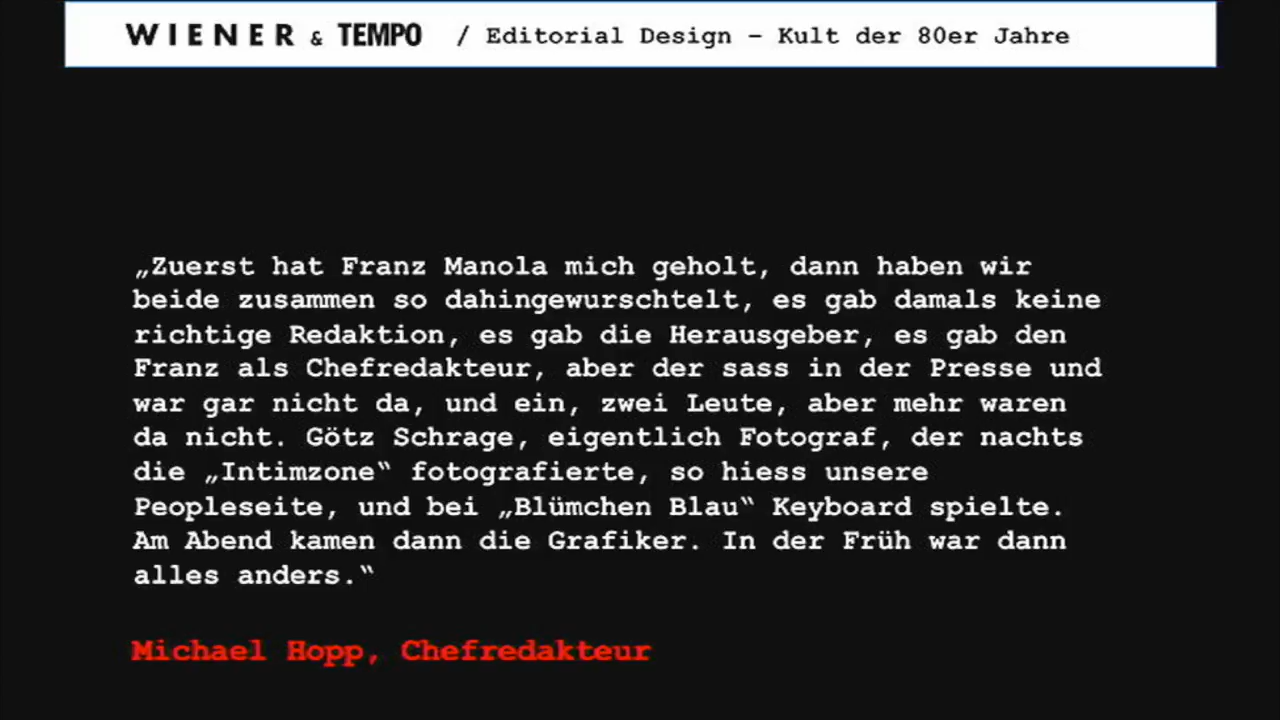 WIENER & TEMPO / Editorial Design – Kult der 80er Jahre
„Zuerst hat Franz Manola mich geholt, dann haben wir
beide zusammen so dahingewurschtelt, es gab damals keine
richtige Redaktion, es gab die Herausgeber, es gab den
Franz als Chefredakteur, aber der sass in der Presse und
war gar nicht da, und ein, zwei Leute, aber mehr waren
da nicht. Götz Schrage, eigentlich Fotograf, der nachts
die „Intimzone‟ fotografierte, so hiess unsere
Peopleseite, und bei „Blümchen Blau‟ Keyboard spielte.
Am Abend kamen dann die Grafiker. In der Früh war dann
alles anders.‟
Michael Hopp, Chefredakteur